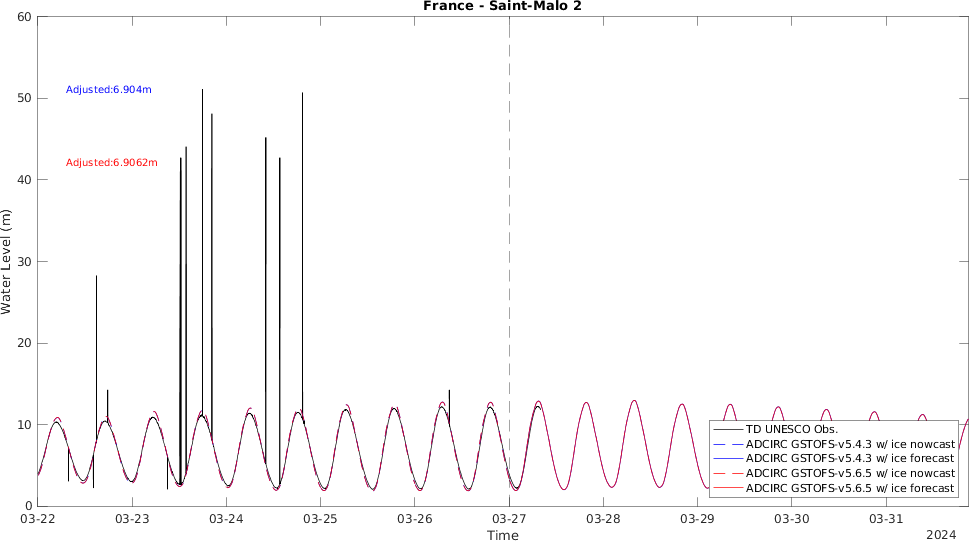 France - Saint-Malo 2
60
50
40
30
20
10
0
Water Level (m)
Adjusted:6.904m
Adjusted:6.9062m
TD UNESCO Obs.
ADCIRC GSTOFS-v5.4.3 w/ ice nowcast
ADCIRC GSTOFS-v5.4.3 w/ ice forecast
ADCIRC GSTOFS-v5.6.5 w/ ice nowcast
ADCIRC GSTOFS-v5.6.5 w/ ice forecast
03-22 03-23 03-24 03-25 03-26 03-27 03-28 03-29 03-30 03-31
Time
2024